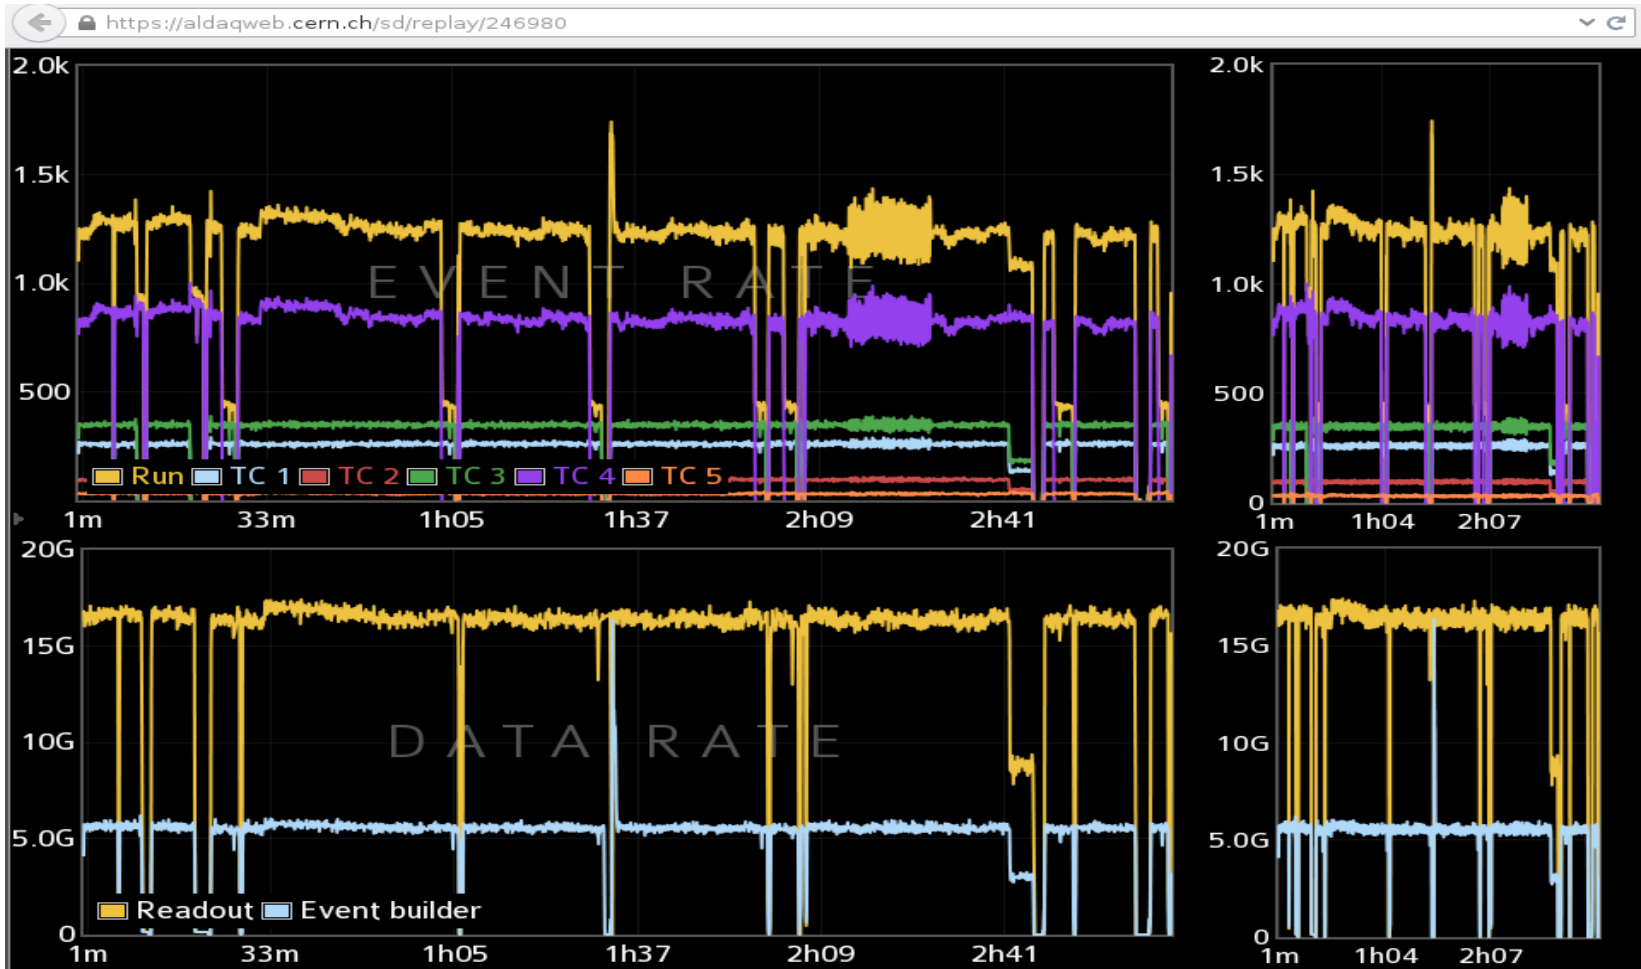 https://aldaqweb.cern.ch/sd/replay/246980
2.0k
1.5k
1.0k
500
EVENT RATE
Run TC 1 TC 2 TC 3 TC 4 TC 5
1m 33m 1h05 1h37 2h09 2h41
2.0k
1.5k
1.0k
500
0
1m 1h04 2h07
20G
15G
10G
5.0G
0
DATA RATE
Readout Event builder
1m 33m 1h05 1h37 2h09 2h41
20G
15G
10G
5.0G
0
1m 1h04 2h07